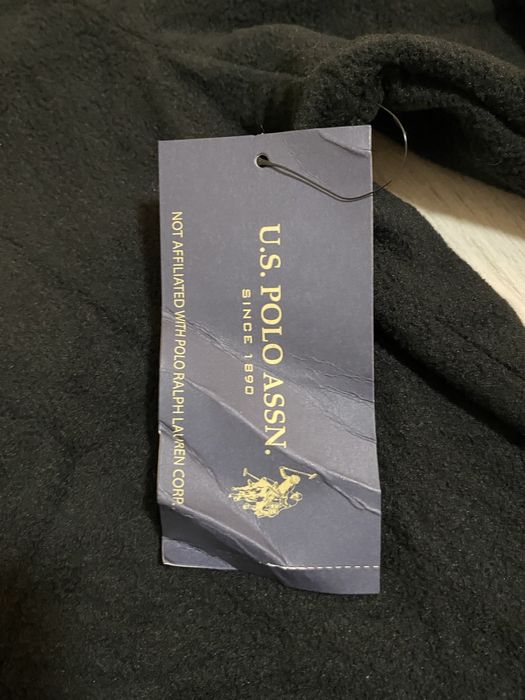 U.S. POLO ASSN.
SINCE 1890
NOT AFFILIATED WITH POLO RALPH LAUREN CORP.